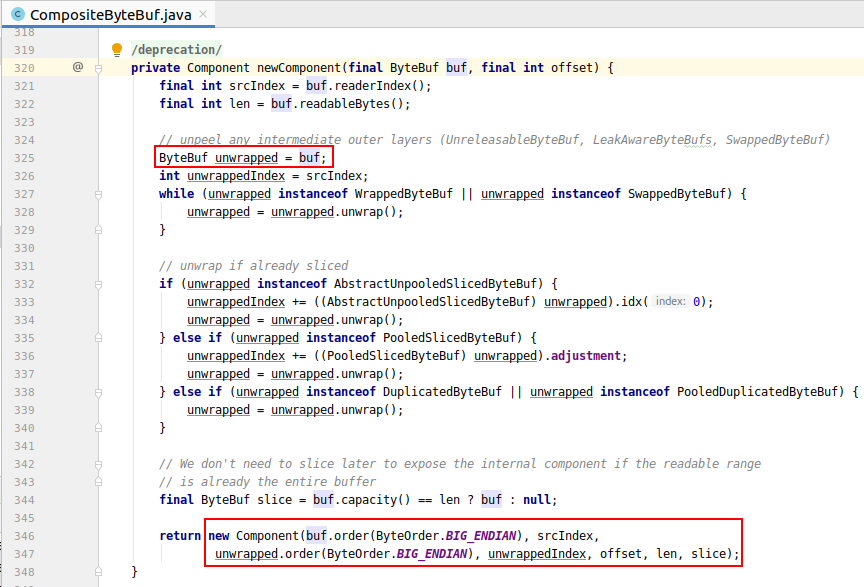 CompositeByteBuf.java
318
319 /deprecation/
320 @ private Component newComponent(final ByteBuf buf, final int offset) {
321 final int srcIndex = buf.readerIndex();
322 final int len = buf.readableBytes();
323
324 // unpeel any intermediate outer layers (UnreleasableByteBuf, LeakAwareByteBufs, SwappedByteBuf)
325 ByteBuf unwrapped = buf;
326 int unwrappedIndex = srcIndex;
327 while (unwrapped instanceof WrappedByteBuf || unwrapped instanceof SwappedByteBuf) {
328 unwrapped = unwrapped.unwrap();
329 }
330
331 // unwrap if already sliced
332 if (unwrapped instanceof AbstractUnpooledSlicedByteBuf) {
333 unwrappedIndex += ((AbstractUnpooledSlicedByteBuf) unwrapped).idx( index: 0);
334 unwrapped = unwrapped.unwrap();
335 } else if (unwrapped instanceof PooledSlicedByteBuf) {
336 unwrappedIndex += ((PooledSlicedByteBuf) unwrapped).adjustment;
337 unwrapped = unwrapped.unwrap();
338 } else if (unwrapped instanceof DuplicatedByteBuf || unwrapped instanceof PooledDuplicatedByteBuf) {
339 unwrapped = unwrapped.unwrap();
340 }
341
342 // We don't need to slice later to expose the internal component if the readable range
343 // is already the entire buffer
344 final ByteBuf slice = buf.capacity() == len ? buf : null;
345
346 return new Component(buf.order(ByteOrder.BIG_ENDIAN), srcIndex,
347 unwrapped.order(ByteOrder.BIG_ENDIAN), unwrappedIndex, offset, len, slice);
348 }